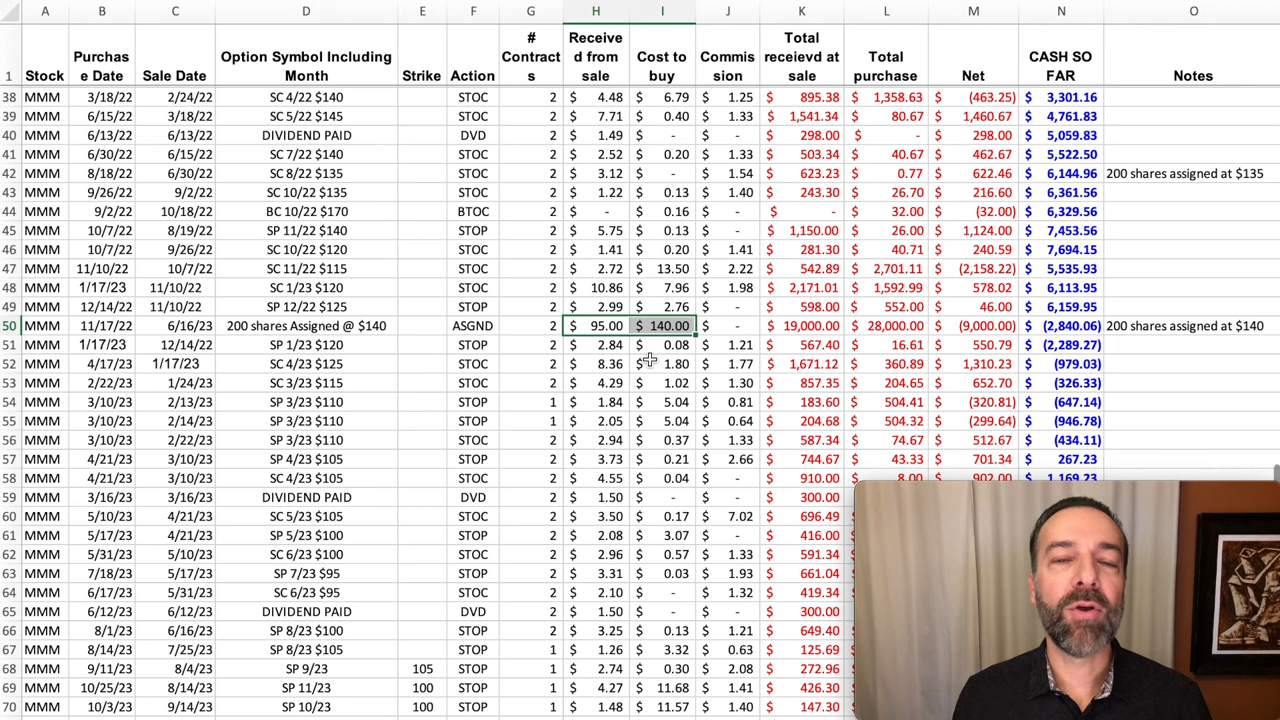 A B C D E F G H I J K L M N O
1 Stock Purchas e Date Sale Date Option Symbol Including Month Strike Action # Contract s Receive d from sale Cost to buy Commis sion Total receievd at sale Total purchase Net CASH SO FAR Notes
38 MMM 3/18/22 2/24/22 SC 4/22 $140 STOC 2 $ 4.48 $ 6.79 $ 1.25 $ 895.38 $ 1,358.63 $ (463.25) $ 3,301.16
39 MMM 6/15/22 3/18/22 SC 5/22 $145 STOC 2 $ 7.71 $ 0.40 $ 1.33 $ 1,541.34 $ 80.67 $ 1,460.67 $ 4,761.83
40 MMM 6/13/22 6/13/22 DIVIDEND PAID DVD 2 $ 1.49 $ - $ - $ 298.00 $ - $ 298.00 $ 5,059.83
41 MMM 6/30/22 6/15/22 SC 7/22 $140 STOC 2 $ 2.52 $ 0.20 $ 1.33 $ 503.34 $ 40.67 $ 462.67 $ 5,522.50
42 MMM 8/18/22 6/30/22 SC 8/22 $135 STOC 2 $ 3.12 $ - $ 1.54 $ 623.23 $ 0.77 $ 622.46 $ 6,144.96 200 shares assigned at $135
43 MMM 9/26/22 9/2/22 SC 10/22 $135 STOC 2 $ 1.22 $ 0.13 $ 1.40 $ 243.30 $ 26.70 $ 216.60 $ 6,361.56
44 MMM 9/2/22 10/18/22 BC 10/22 $170 BTOC 2 $ - $ 0.16 $ - $ - $ 32.00 $ (32.00) $ 6,329.56
45 MMM 10/7/22 8/19/22 SP 11/22 $140 STOP 2 $ 5.75 $ 0.13 $ - $ 1,150.00 $ 26.00 $ 1,124.00 $ 7,453.56
46 MMM 10/7/22 9/26/22 SC 10/22 $120 STOC 2 $ 1.41 $ 0.20 $ 1.41 $ 281.30 $ 40.71 $ 240.59 $ 7,694.15
47 MMM 11/10/22 10/7/22 SC 11/22 $115 STOC 2 $ 2.72 $ 13.50 $ 2.22 $ 542.89 $ 2,701.11 $ (2,158.22) $ 5,535.93
48 MMM 1/17/23 11/10/22 SC 1/23 $120 STOC 2 $ 10.86 $ 7.96 $ 1.98 $ 2,171.01 $ 1,592.99 $ 578.02 $ 6,113.95
49 MMM 12/14/22 11/10/22 SP 12/22 $125 STOP 2 $ 2.99 $ 2.76 $ - $ 598.00 $ 552.00 $ 46.00 $ 6,159.95
50 MMM 11/17/22 6/16/23 200 shares Assigned @ $140 ASGND 2 $ 95.00 $ 140.00 $ - $ 19,000.00 $ 28,000.00 $ (9,000.00) $ (2,840.06) 200 shares assigned at $140
51 MMM 1/17/23 12/14/22 SP 1/23 $120 STOP 2 $ 2.84 $ 0.08 $ 1.21 $ 567.40 $ 16.61 $ 550.79 $ (2,289.27)
52 MMM 4/17/23 1/17/23 SC 4/23 $125 STOC 2 $ 8.36 $ 1.80 $ 1.77 $ 1,671.12 $ 360.89 $ 1,310.23 $ (979.03)
53 MMM 2/22/23 1/24/23 SC 3/23 $115 STOC 2 $ 4.29 $ 1.02 $ 1.30 $ 857.35 $ 204.65 $ 652.70 $ (326.33)
54 MMM 3/10/23 2/13/23 SP 3/23 $110 STOP 1 $ 1.84 $ 5.04 $ 0.81 $ 183.60 $ 504.41 $ (320.81) $ (647.14)
55 MMM 3/10/23 2/14/23 SP 3/23 $110 STOP 1 $ 2.05 $ 5.04 $ 0.64 $ 204.68 $ 504.32 $ (299.64) $ (946.78)
56 MMM 3/10/23 2/22/23 SP 3/23 $110 STOC 2 $ 2.94 $ 0.37 $ 1.33 $ 587.34 $ 74.67 $ 512.67 $ (434.11)
57 MMM 4/21/23 3/10/23 SP 4/23 $105 STOP 2 $ 3.73 $ 0.21 $ 2.66 $ 744.67 $ 43.33 $ 701.34 $ 267.23
58 MMM 4/21/23 3/10/23 SC 4/23 $105 STOC 2 $ 4.55 $ 0.04 $ - $ 910.00 $ 8.00 $ 902.00 $ 1,169.23
59 MMM 3/16/23 3/16/23 DIVIDEND PAID DVD 2 $ 1.50 $ - $ - $ 300.00 $
60 MMM 5/10/23 4/21/23 SC 5/23 $105 STOC 2 $ 3.50 $ 0.17 $ 7.02 $ 696.49 $
61 MMM 5/17/23 4/21/23 SP 5/23 $100 STOP 2 $ 2.08 $ 3.07 $ - $ 416.00 $
62 MMM 5/31/23 5/10/23 SC 6/23 $100 STOC 2 $ 2.96 $ 0.57 $ 1.33 $ 591.34 $
63 MMM 7/18/23 5/17/23 SP 7/23 $95 STOP 2 $ 3.31 $ 0.03 $ 1.93 $ 661.04 $
64 MMM 6/17/23 5/31/23 SC 6/23 $95 STOC 2 $ 2.10 $ - $ 1.32 $ 419.34 $
65 MMM 6/12/23 6/12/23 DIVIDEND PAID DVD 2 $ 1.50 $ - $ - $ 300.00 $
66 MMM 8/1/23 6/16/23 SP 8/23 $100 STOP 2 $ 3.25 $ 0.13 $ 1.21 $ 649.40 $
67 MMM 8/14/23 7/25/23 SP 8/23 $105 STOP 1 $ 1.26 $ 3.32 $ 0.63 $ 125.69 $
68 MMM 9/11/23 8/4/23 SP 9/23 105 STOP 1 $ 2.74 $ 0.30 $ 2.08 $ 272.96 $
69 MMM 10/25/23 8/14/23 SP 11/23 100 STOP 1 $ 4.27 $ 11.68 $ 1.41 $ 426.30 $
70 MMM 10/3/23 9/14/23 SP 10/23 100 STOP 1 $ 1.48 $ 11.57 $ 1.40 $ 147.30 $